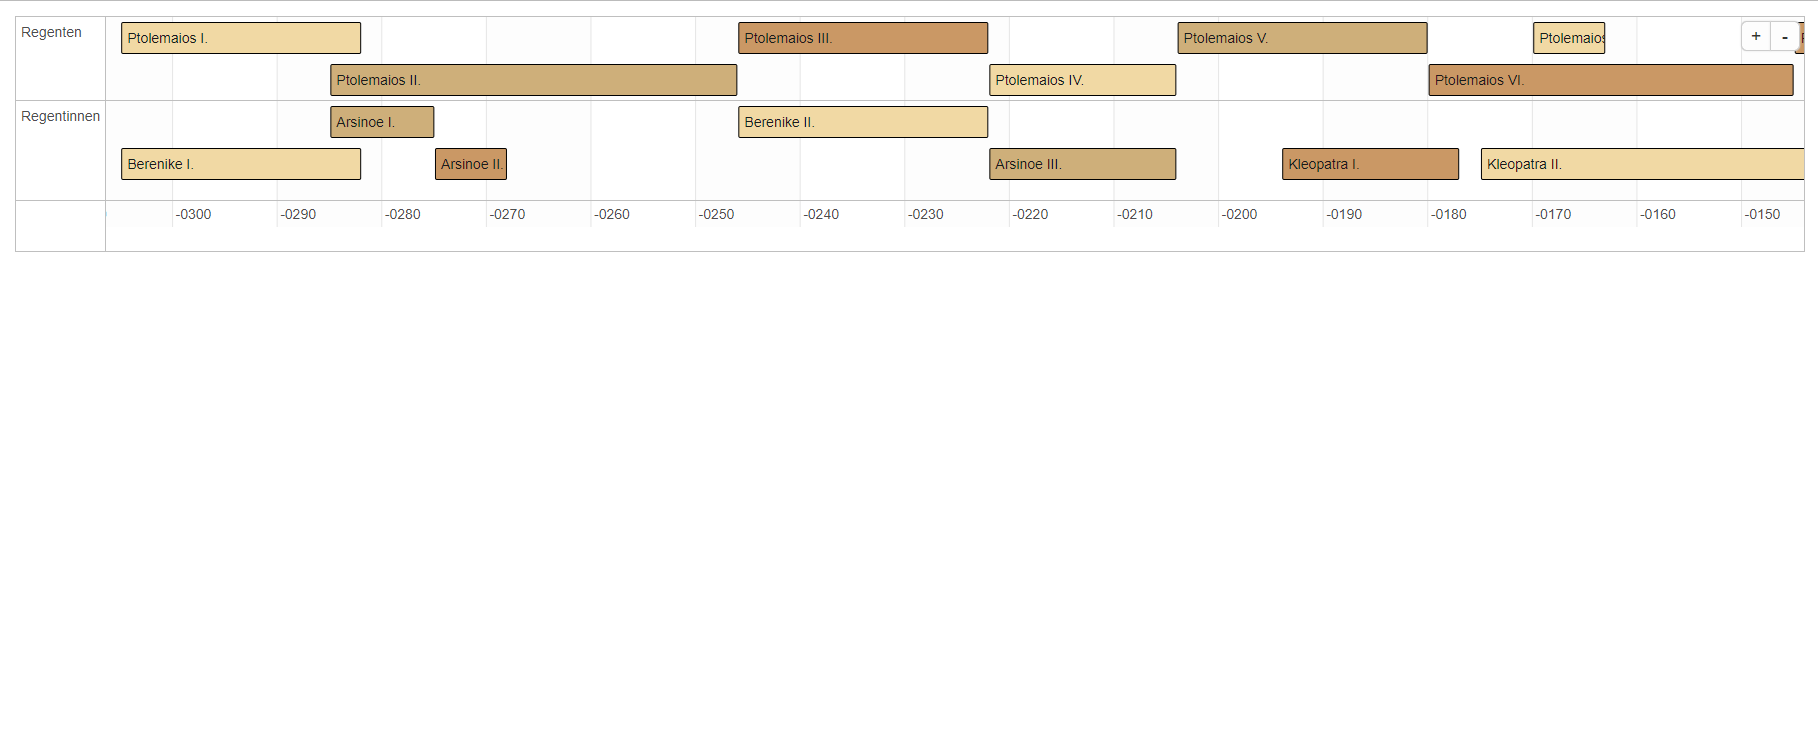 Regenten
Ptolemaios I.
Ptolemaios III.
Ptolemaios V.
Ptolemaios
+
-
Ptolemaios II.
Ptolemaios IV.
Ptolemaios VI.
Regentinnen
Arsinoe I.
Berenike II.
Berenike I.
Arsinoe II.
Arsinoe III.
Kleopatra I.
Kleopatra II.
-0300
-0290
-0280
-0270
-0260
-0250
-0240
-0230
-0220
-0210
-0200
-0190
-0180
-0170
-0160
-0150